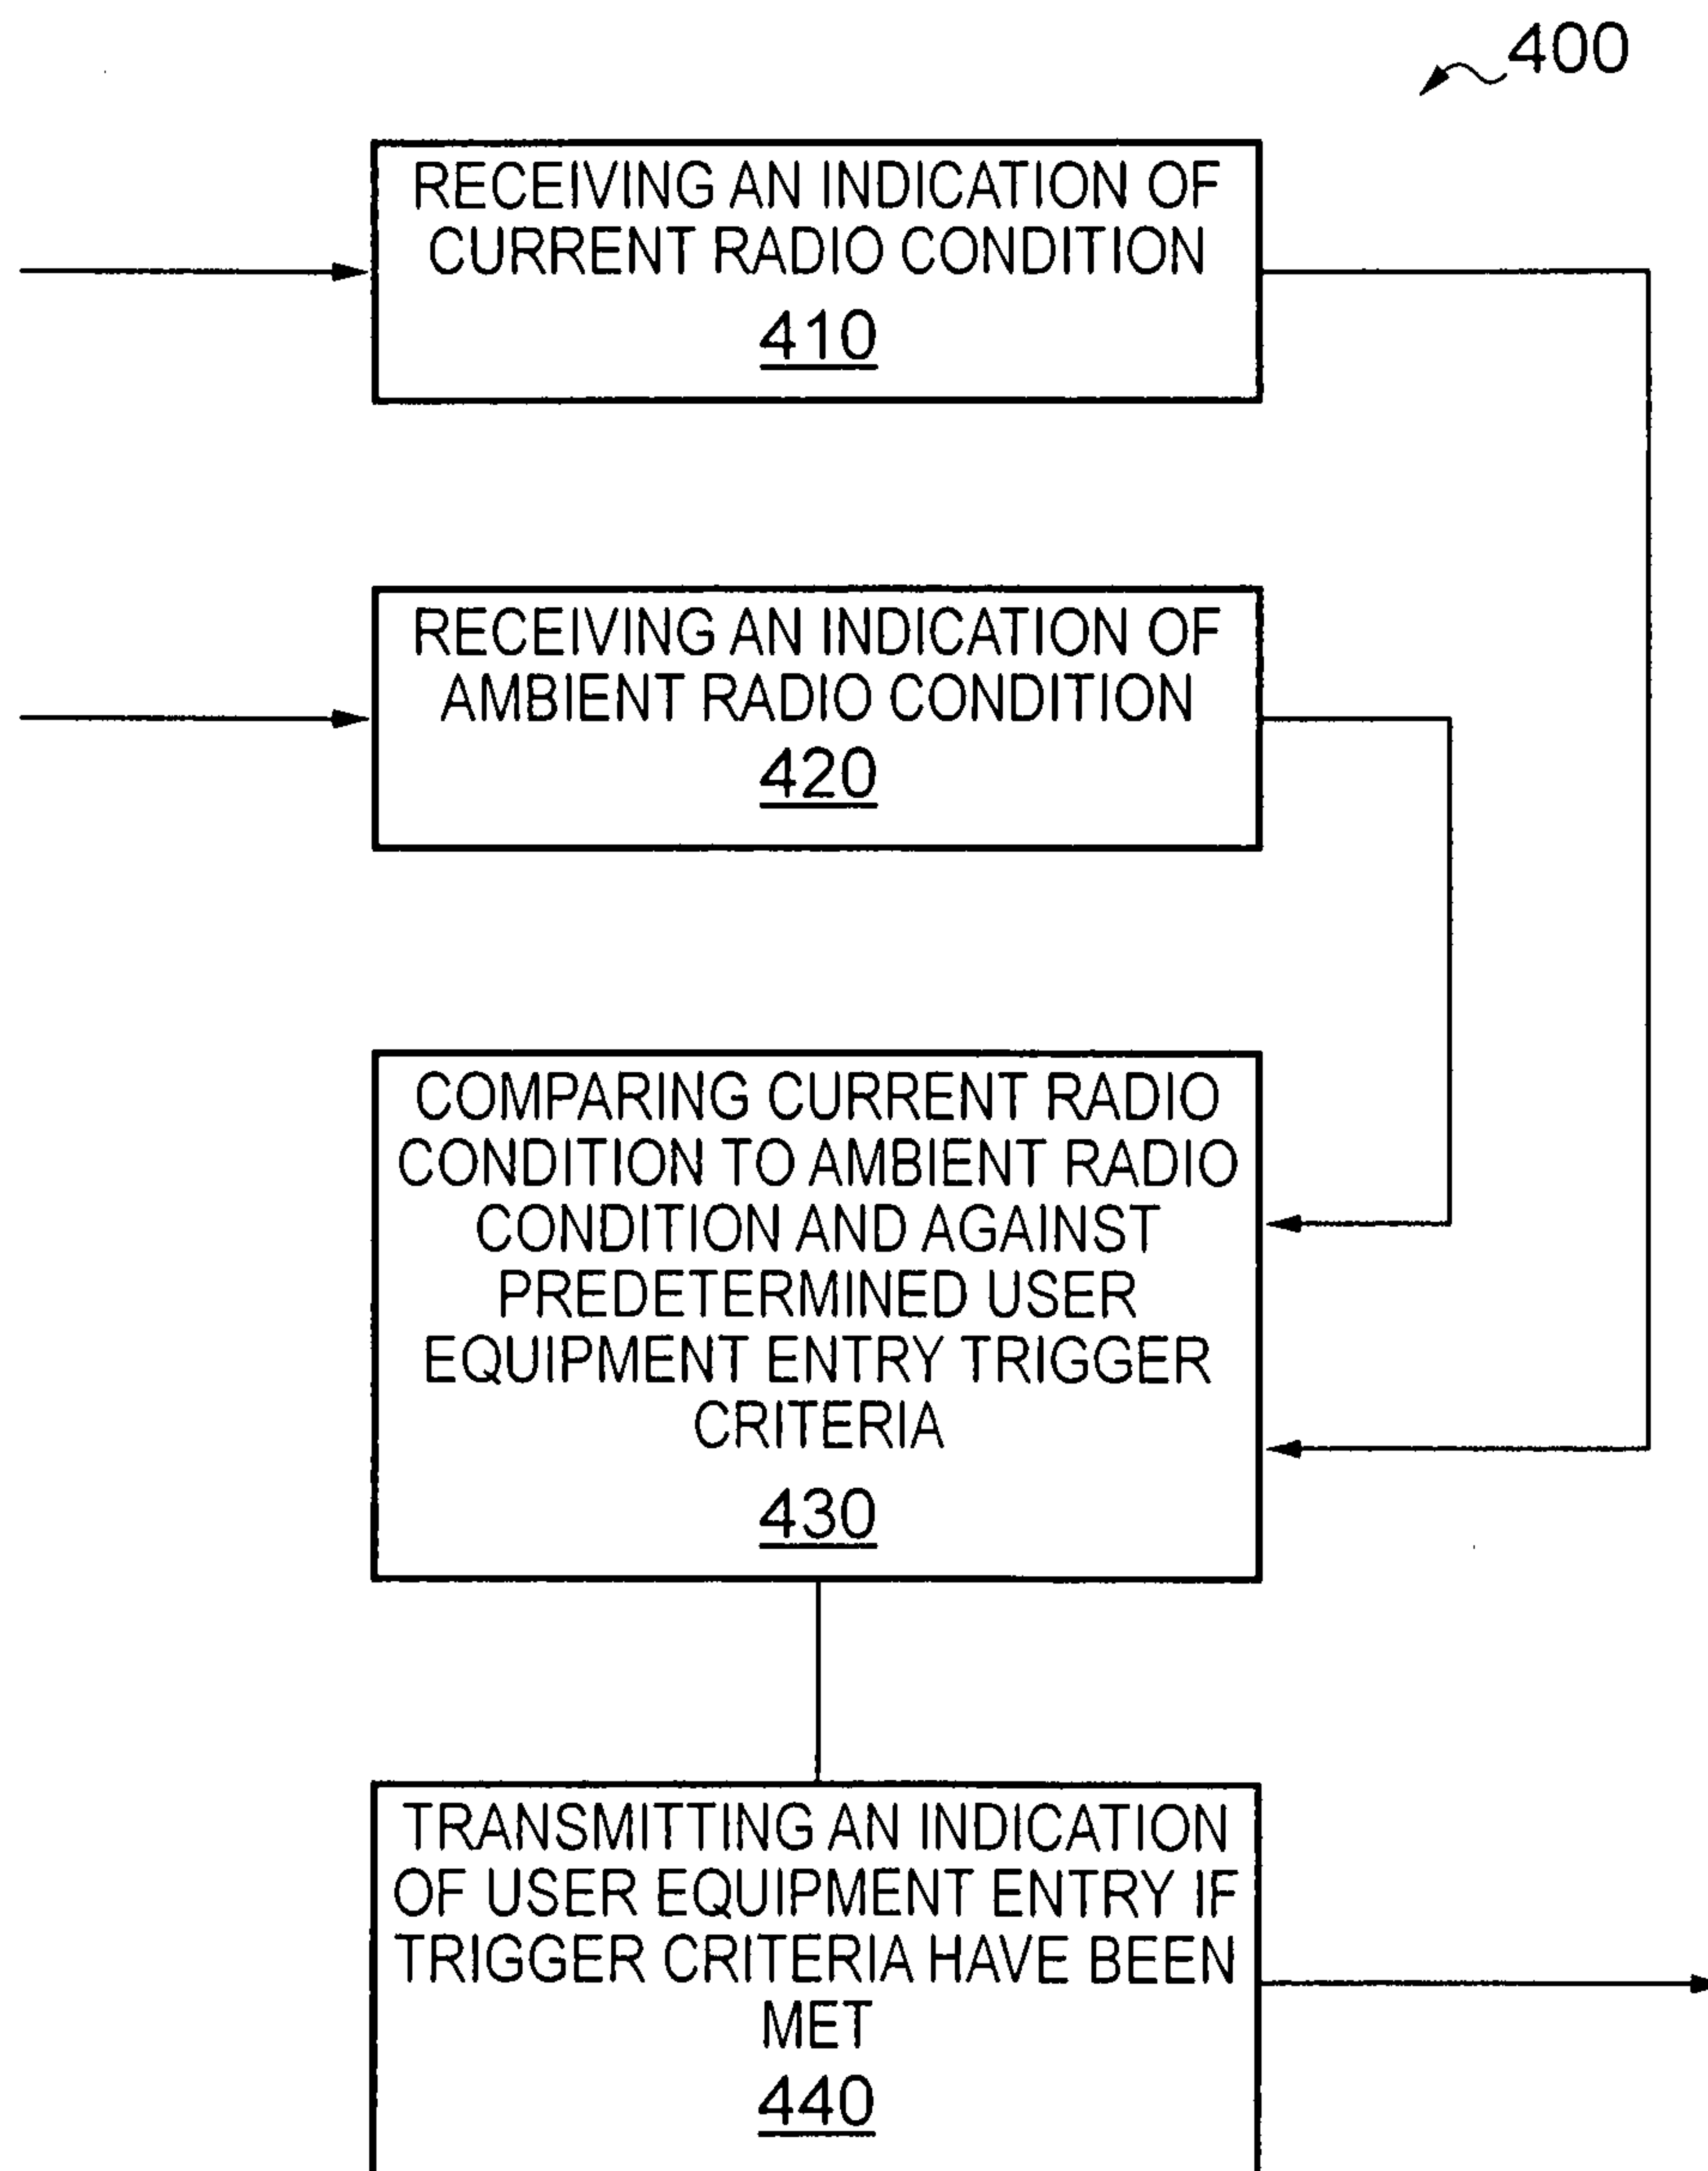 400
RECEIVING AN INDICATION OF
CURRENT RADIO CONDITION
410
RECEIVING AN INDICATION OF
AMBIENT RADIO CONDITION
420
COMPARING CURRENT RADIO
CONDITION TO AMBIENT RADIO
CONDITION AND AGAINST
PREDETERMINED USER
EQUIPMENT ENTRY TRIGGER
CRITERIA
430
TRANSMITTING AN INDICATION
OF USER EQUIPMENT ENTRY IF
TRIGGER CRITERIA HAVE BEEN
MET
440